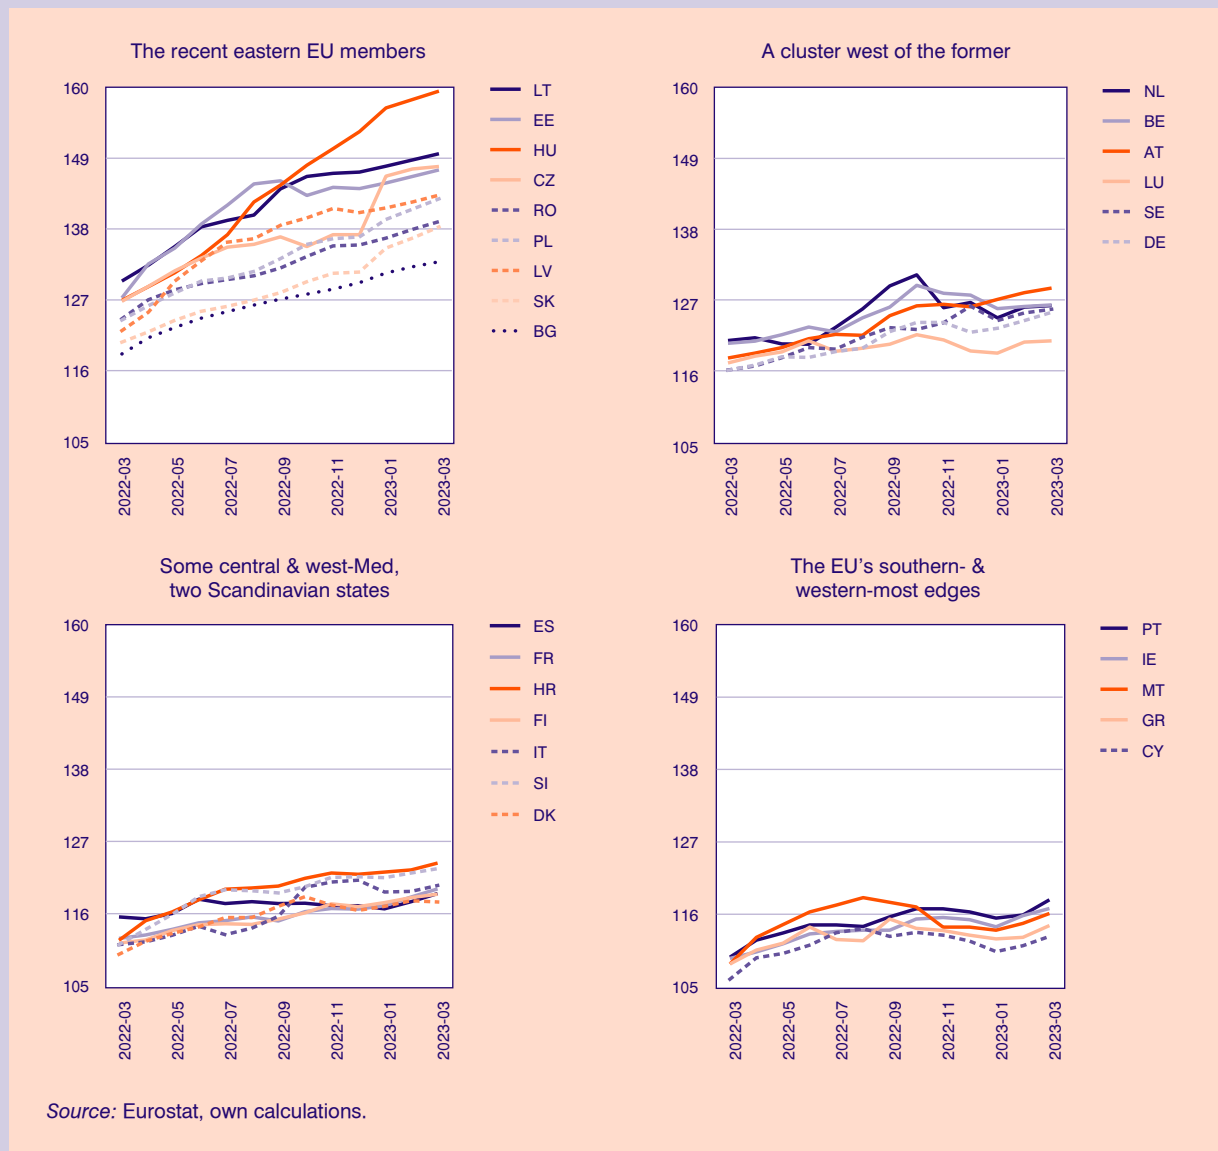 The recent eastern EU members
160
149
138
127
116
105
2022-03
2022-05
2022-07
2022-09
2022-11
2023-01
2023-03
LT
EE
HU
CZ
RO
PL
LV
SK
BG
A cluster west of the former
160
149
138
127
116
105
2022-03
2022-05
2022-07
2022-09
2022-11
2023-01
2023-03
NL
BE
AT
LU
SE
DE
Some central & west-Med,
two Scandinavian states
160
149
138
127
116
105
2022-03
2022-05
2022-07
2022-09
2022-11
2023-01
2023-03
ES
FR
HR
FI
IT
SI
DK
The EU’s southern- &
western-most edges
160
149
138
127
116
105
2022-03
2022-05
2022-07
2022-09
2022-11
2023-01
2023-03
PT
IE
MT
GR
CY
Source: Eurostat, own calculations.